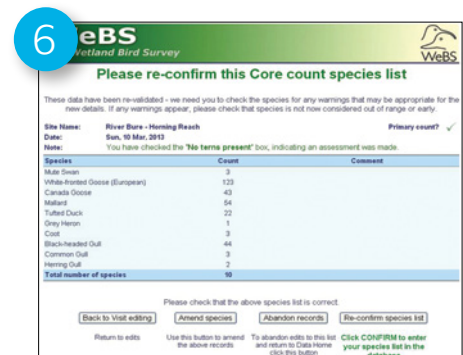 6
WeBS
Wetland Bird Survey
WeBS
Please re-confirm this Core count species list
These data have been re-validated - we need you to check the species for any warnings that may be appropriate for the
new details. If any warnings appear, please check that species is not now considered out of range or early.
Site Name: River Bure - Horning Reach Primary count? ✓
Date: Sun, 10 Mar, 2013
Note: You have checked the 'No terns present' box, indicating an assessment was made.
Species Count Comment
Mute Swan 3
White-fronted Goose (European) 123
Canada Goose 43
Mallard 54
Tufted Duck 22
Grey Heron 1
Coot 3
Black-headed Gull 44
Common Gull 3
Herring Gull 2
Total number of species 10
Please check that the above species list is correct.
Back to Visit editing Amend species Abandon records Re-confirm species list
Return to edits Use this button to amend To abandon edits to this list Click CONFIRM to enter
the above records and return to Data Home your species list in the
click this button database